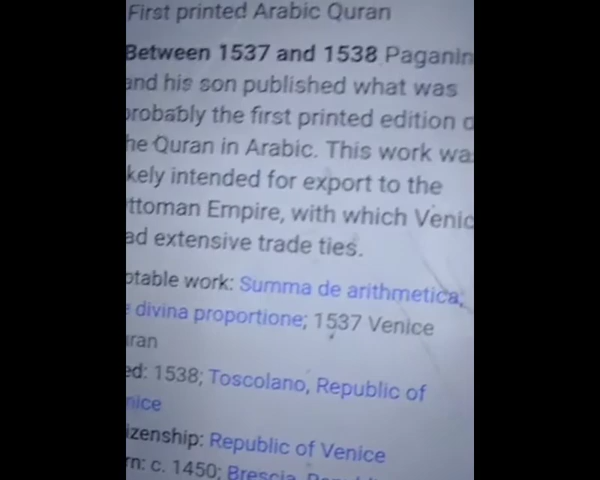 First printed Arabic Quran
Between 1537 and 1538 Paganin
and his son published what was
probably the first printed edition o
he Quran in Arabic. This work wa
kely intended for export to the
ttoman Empire, with which Venic
ad extensive trade ties.
otable work: Summa de arithmetica;
e divina proportione; 1537 Venice
uran
ed: 1538; Toscolano, Republic of
nice
izenship: Republic of Venice
rn: c. 1450; Brescia,